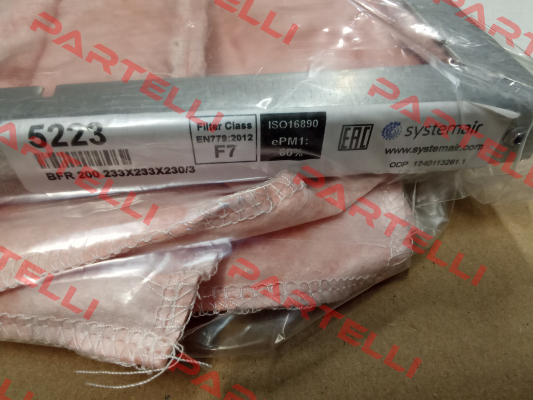 PARTELLI
5223
BFR 200 233X233X230/3
Filter Class
EN779:2012
F7
ISO16890
ePM1:
60%
EAC
systemair
www.systemair.com
PARTELLI
PARTELLI
PARTELLI